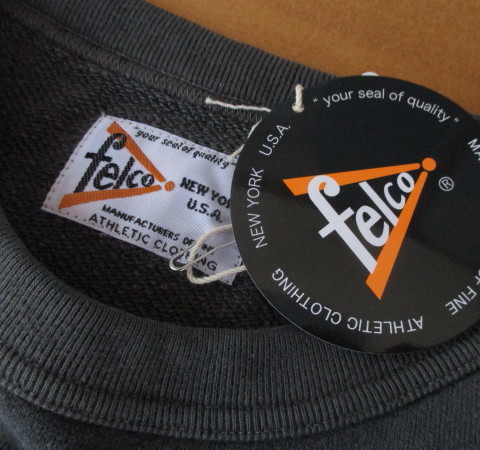 "your seal of quality"
felco
NEW YORK
U.S.A.
MANUFACTURERS OF
ATHLETIC CLOTHING
"your seal of quality"
felco
®
NEW YORK U.S.A.
OF FINE
ATHLETIC CLOTHING